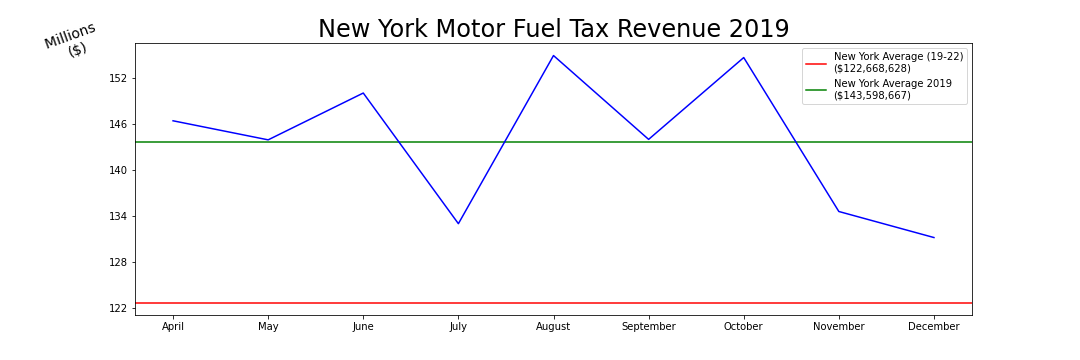 New York Motor Fuel Tax Revenue 2019
Millions
($)
New York Average (19-22)
($122,668,628)
New York Average 2019
($143,598,667)
152
146
140
134
128
122
April May June July August September October November December